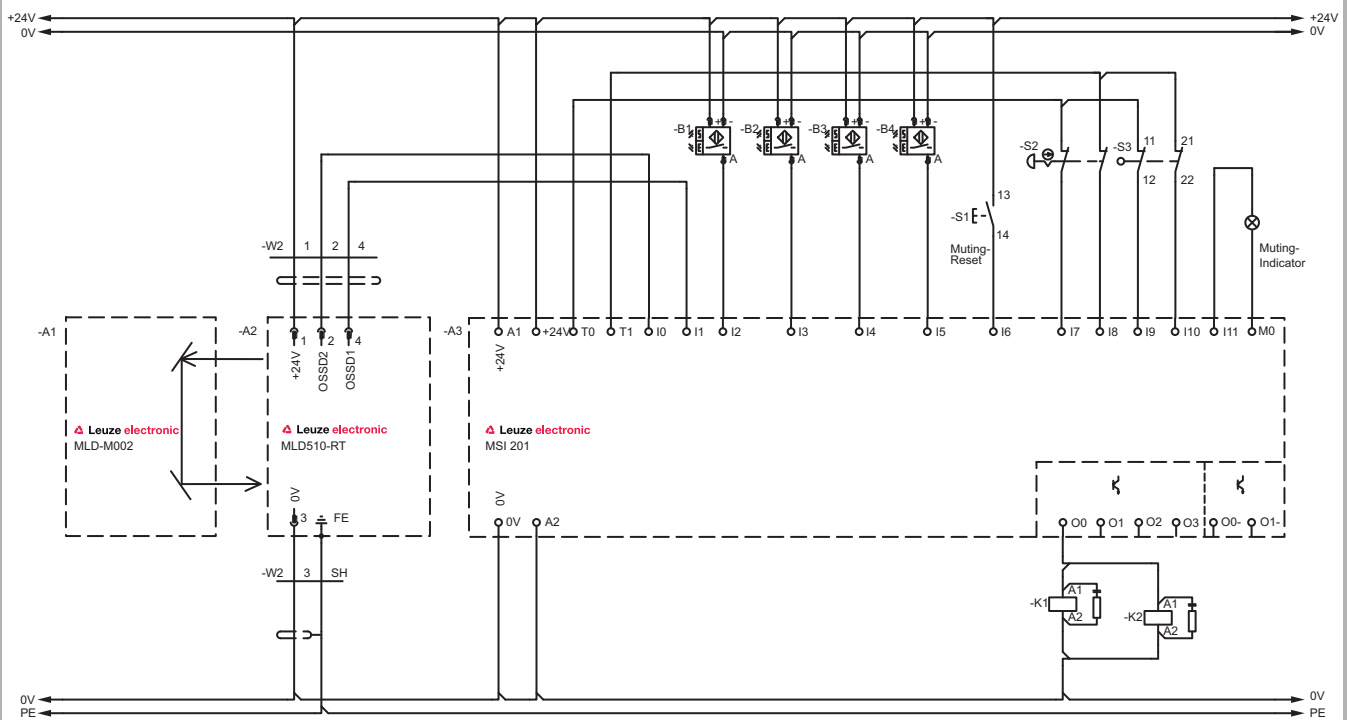 +24V +24V
0V 0V
-B1 + - -B2 + - -B3 + - -B4 + -
A A A A
-S2 -S3 11 21
12 22
13
-S1
14
Muting-
Reset
Muting-
Indicator
-W2 1 2 4
-A1 -A2 -A3
1 2 4
+24V OSSD2 OSSD1
A1 +24V T0 T1 I0 I1 I2 I3 I4 I5 I6 I7 I8 I9 I10 I11 M0
+24V
Leuze electronic
MLD-M002
Leuze electronic
MLD510-RT
Leuze electronic
MSI 201
0V 0V
3 FE
0V A2 O0 O1 O2 O3 O0- O1-
-W2 3 SH
-K1 A1
A2
-K2 A1
A2
0V 0V
PE PE